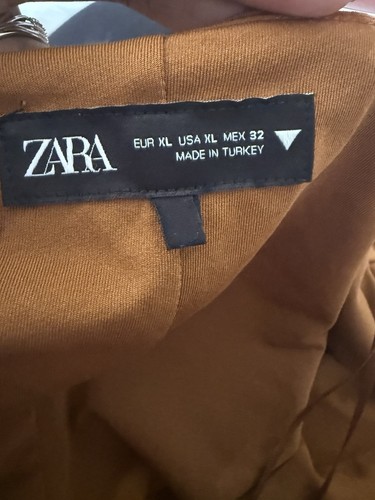 ZARA
EUR XL USA XL MEX 32
MADE IN TURKEY